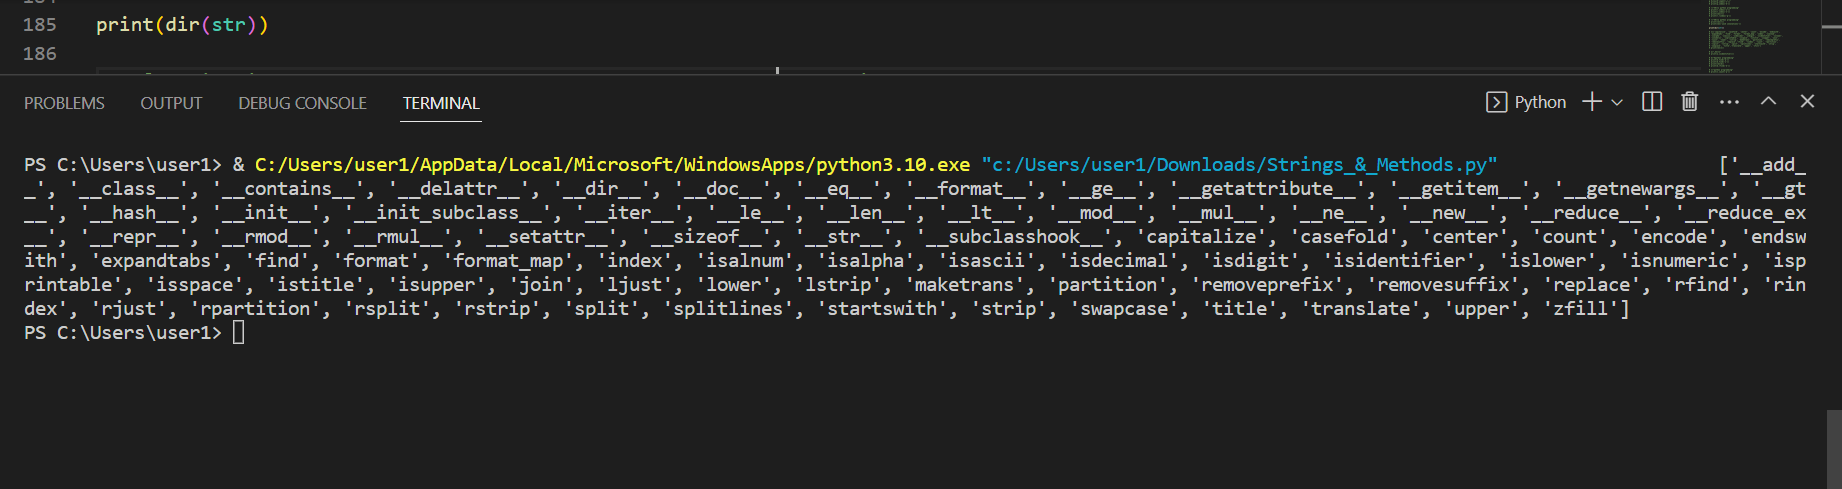 185 print(dir(str))
186
PROBLEMS OUTPUT DEBUG CONSOLE TERMINAL Python
PS C:\Users\user1> & C:/Users/user1/AppData/Local/Microsoft/WindowsApps/python3.10.exe "c:/Users/user1/Downloads/Strings_&_Methods.py" ['__add_
_', '__class__', '__contains__', '__delattr__', '__dir__', '__doc__', '__eq__', '__format__', '__ge__', '__getattribute__', '__getitem__', '__getnewargs__', '__gt
__', '__hash__', '__init__', '__init_subclass__', '__iter__', '__le__', '__len__', '__lt__', '__mod__', '__mul__', '__ne__', '__new__', '__reduce__', '__reduce_ex
__', '__repr__', '__rmod__', '__rmul__', '__setattr__', '__sizeof__', '__str__', '__subclasshook__', 'capitalize', 'casefold', 'center', 'count', 'encode', 'endsw
ith', 'expandtabs', 'find', 'format', 'format_map', 'index', 'isalnum', 'isalpha', 'isascii', 'isdecimal', 'isdigit', 'isidentifier', 'islower', 'isnumeric', 'isp
rintable', 'isspace', 'istitle', 'isupper', 'join', 'ljust', 'lower', 'lstrip', 'maketrans', 'partition', 'removeprefix', 'removesuffix', 'replace', 'rfind', 'rin
dex', 'rjust', 'rpartition', 'rsplit', 'rstrip', 'split', 'splitlines', 'startswith', 'strip', 'swapcase', 'title', 'translate', 'upper', 'zfill']
PS C:\Users\user1>